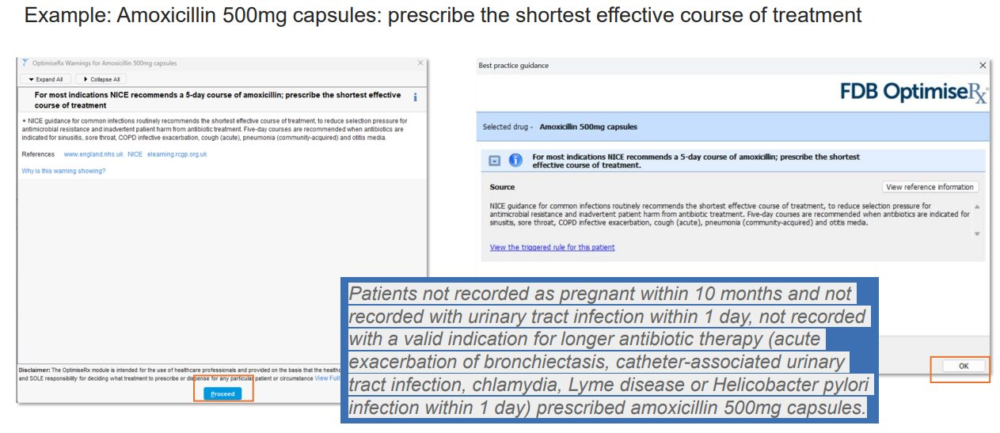 Example: Amoxicillin 500mg capsules: prescribe the shortest effective course of treatment
OptimiseRx Warnings for Amoxicillin 500mg capsules
Expand All
Collapse All
For most indications NICE recommends a 5-day course of amoxicillin; prescribe the shortest effective
course of treatment
• NICE guidance for common infections routinely recommends the shortest effective course of treatment, to reduce selection pressure for
antimicrobial resistance and inadvertent patient harm from antibiotic treatment. Five-day courses are recommended when antibiotics are
indicated for sinusitis, sore throat, COPD infective exacerbation, cough (acute), pneumonia (community-acquired) and otitis media.
References www.england.nhs.uk NICE elearning.rcgp.org.uk
Why is this warning showing?
Disclaimer: The OptimiseRx module is intended for the use of healthcare professionals and provided on the basis that the healthc
and SOLE responsibility for deciding what treatment to prescribe or dispense for any particular patient or circumstance View Full
Proceed
Best practice guidance
FDB OptimiseRx
Selected drug - Amoxicillin 500mg capsules
For most indications NICE recommends a 5-day course of amoxicillin; prescribe the shortest
effective course of treatment.
Source
View reference information
NICE guidance for common infections routinely recommends the shortest effective course of treatment, to reduce selection pressure for
antimicrobial resistance and inadvertent patient harm from antibiotic treatment. Five-day courses are recommended when antibiotics are indicated for
sinusitis, sore throat, COPD infective exacerbation, cough (acute), pneumonia (community-acquired) and otitis media.
View the triggered rule for this patient
OK
Patients not recorded as pregnant within 10 months and not
recorded with urinary tract infection within 1 day, not recorded
with a valid indication for longer antibiotic therapy (acute
exacerbation of bronchiectasis, catheter-associated urinary
tract infection, chlamydia, Lyme disease or Helicobacter pylori
infection within 1 day) prescribed amoxicillin 500mg capsules.